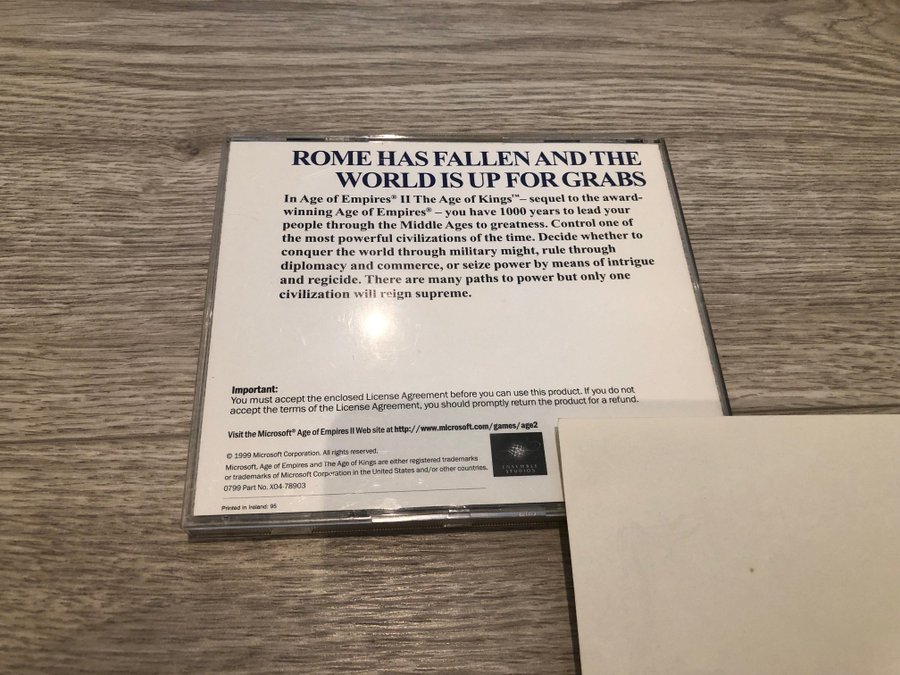 ROME HAS FALLEN AND THE
WORLD IS UP FOR GRABS
In Age of Empires® II The Age of Kings™– sequel to the award-
winning Age of Empires® – you have 1000 years to lead your
people through the Middle Ages to greatness. Control one of
the most powerful civilizations of the time. Decide whether to
conquer the world through military might, rule through
diplomacy and commerce, or seize power by means of intrigue
and regicide. There are many paths to power but only one
civilization will reign supreme.
Important:
You must accept the enclosed License Agreement before you can use this product. If you do not
accept the terms of the License Agreement, you should promptly return the product for a refund.
Visit the Microsoft® Age of Empires II Web site at http://www.microsoft.com/games/age2
© 1999 Microsoft Corporation. All rights reserved.
Microsoft, Age of Empires and The Age of Kings are either registered trademarks
or trademarks of Microsoft Corporation in the United States and/or other countries.
0799 Part No. X04-78903
Printed in Ireland: 95
ENSEMBLE
STUDIOS